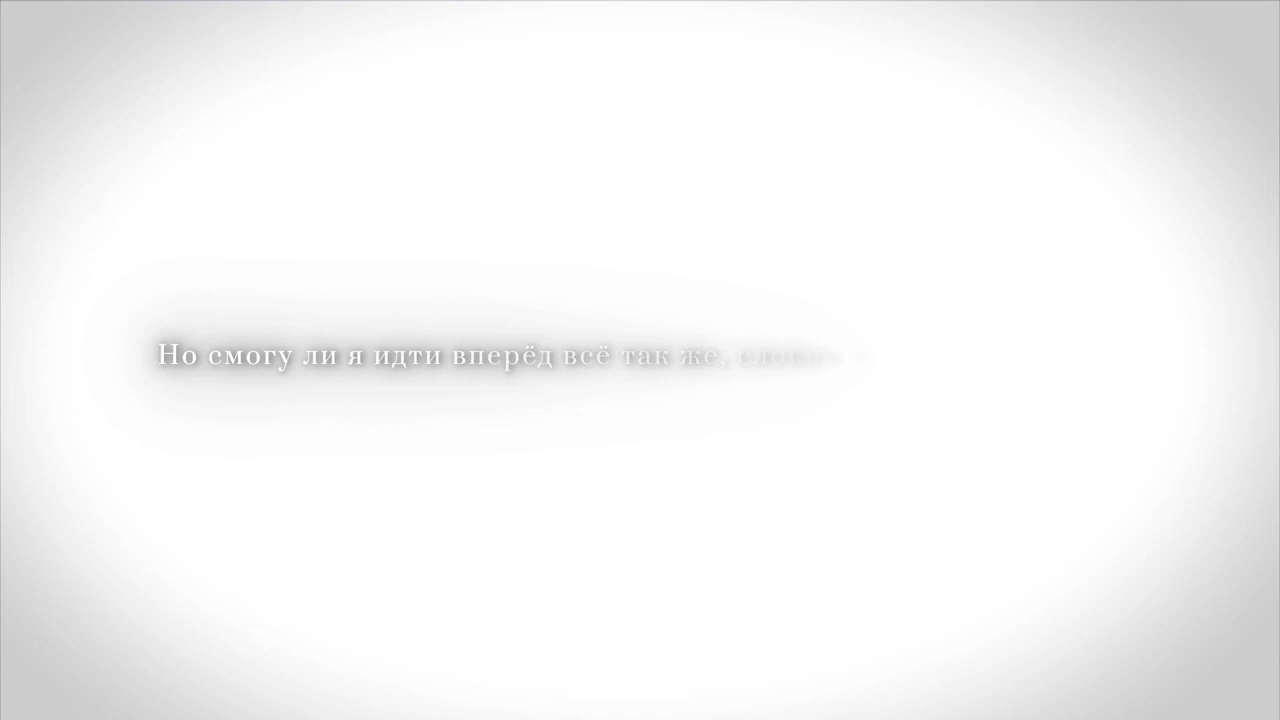 Но смогу ли я идти вперёд всё так же,